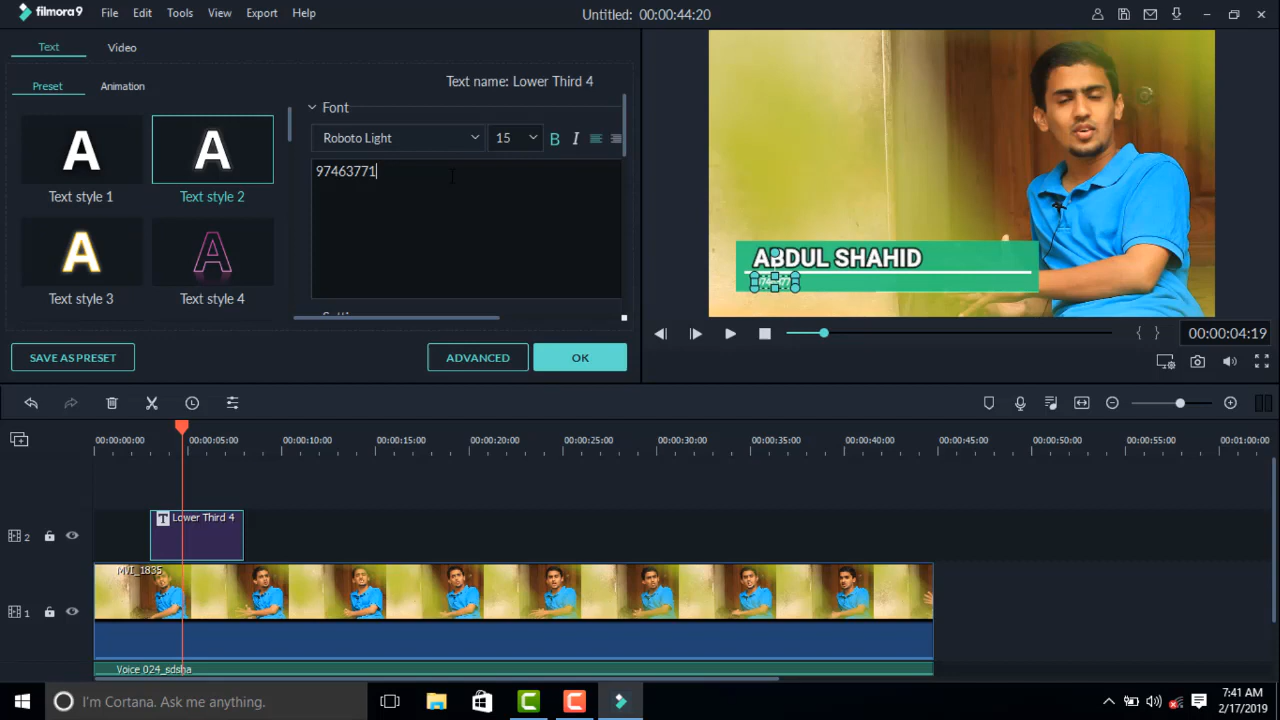 filmora 9 File Edit Tools View Export Help Untitled: 00:00:44:20
Text Video
Preset Animation Text name: Lower Third 4
Font
Roboto Light 15 B I
97463771
A A
Text style 1 Text style 2
A A
Text style 3 Text style 4
ABDUL SHAHID
SAVE AS PRESET ADVANCED OK
{ } 00:00:04:19
00:00:00:00 00:00:05:00 00:00:10:00 00:00:15:00 00:00:20:00 00:00:25:00 00:00:30:00 00:00:35:00 00:00:40:00 00:00:45:00 00:00:50:00 00:00:55:00 00:01:00:00
T Lower Third 4
2
MVI_1835
1
Voice 024_sdsha
I'm Cortana. Ask me anything.
7:41 AM
2/17/2019